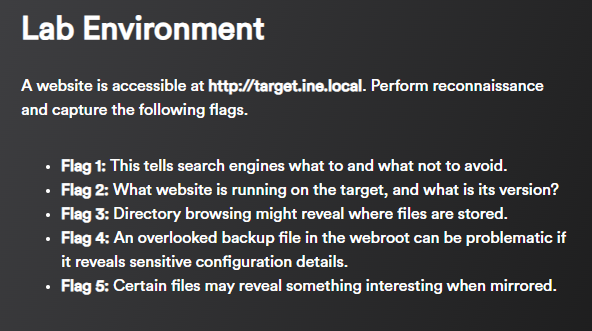 Lab Environment
A website is accessible at http://target.ine.local. Perform reconnaissance
and capture the following flags.
• Flag 1: This tells search engines what to and what not to avoid.
• Flag 2: What website is running on the target, and what is its version?
• Flag 3: Directory browsing might reveal where files are stored.
• Flag 4: An overlooked backup file in the webroot can be problematic if
it reveals sensitive configuration details.
• Flag 5: Certain files may reveal something interesting when mirrored.